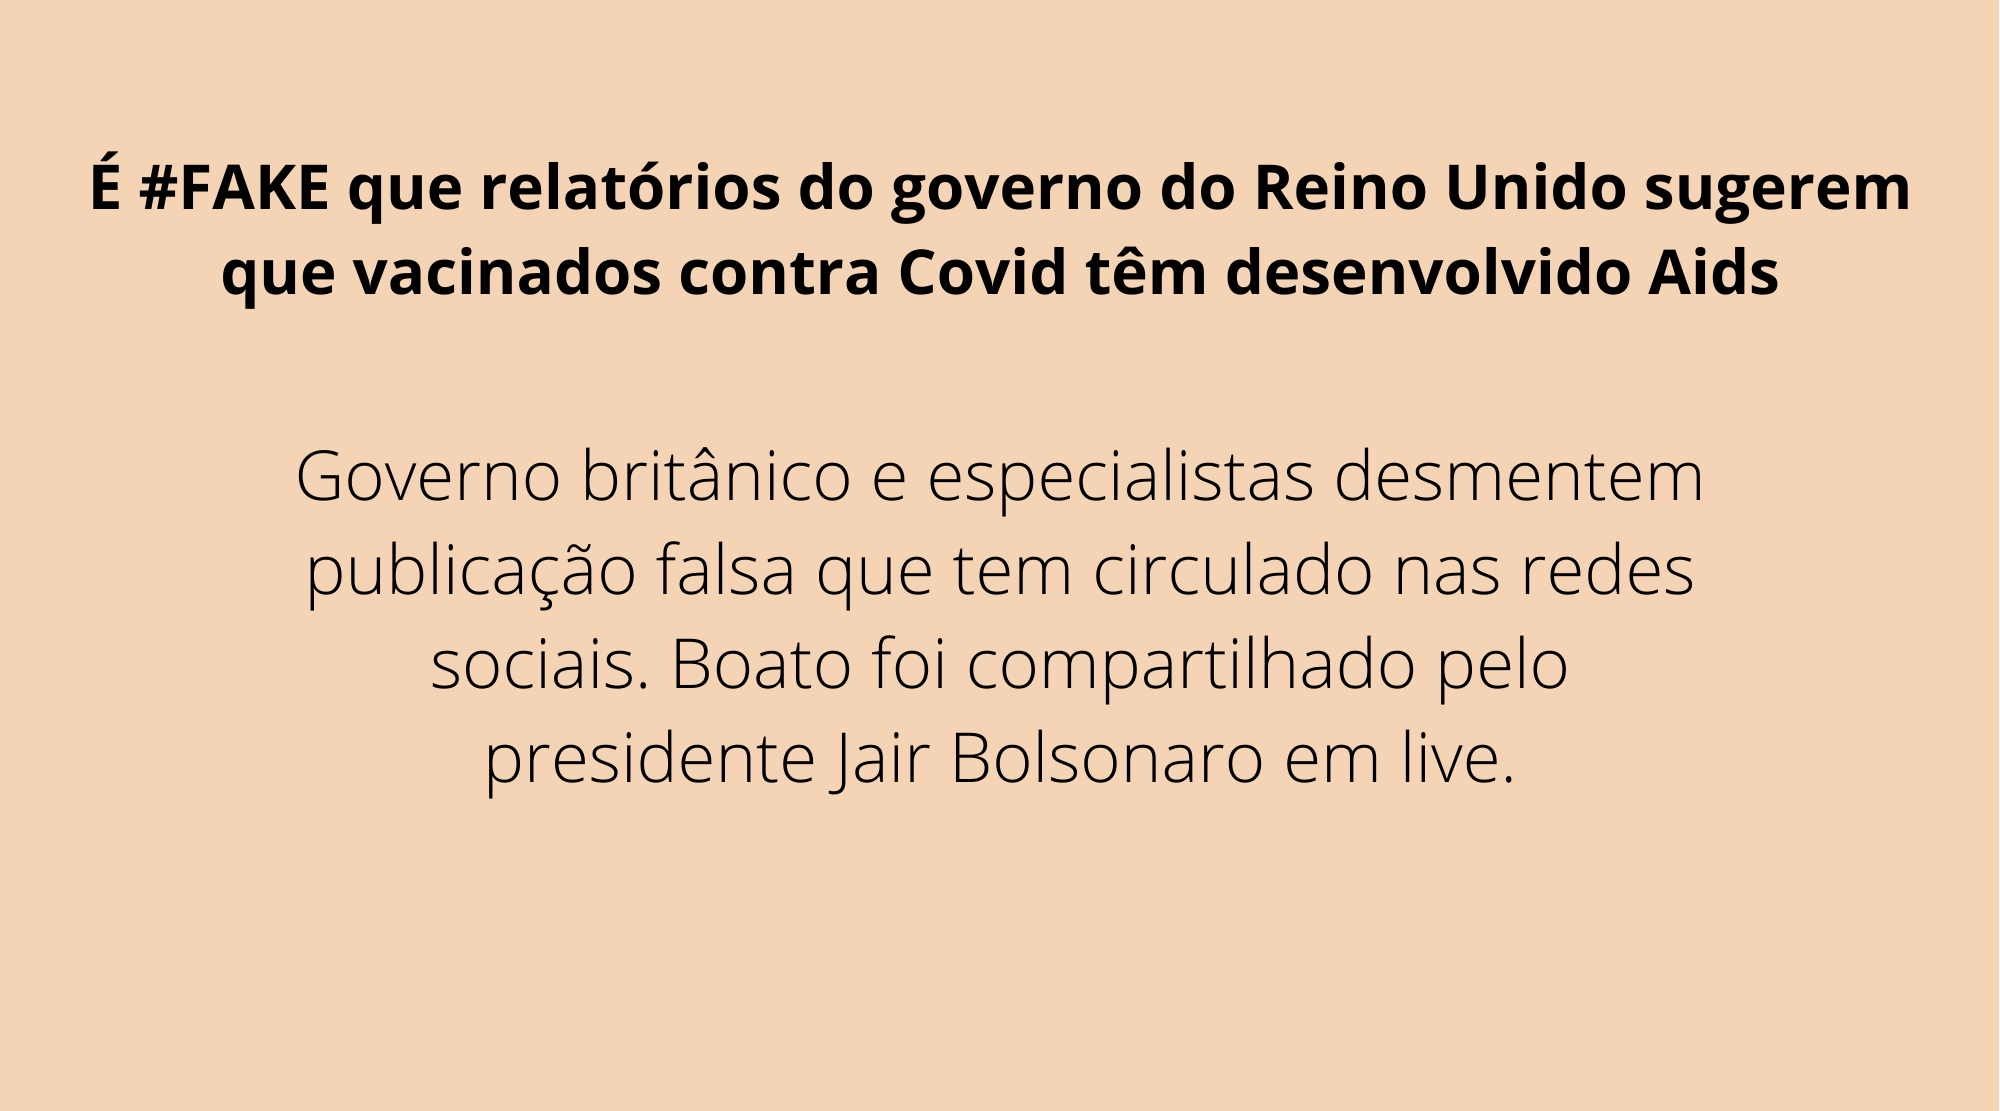 É #FAKE que relatórios do governo do Reino Unido sugerem
que vacinados contra Covid têm desenvolvido Aids
Governo britânico e especialistas desmentem
publicação falsa que tem circulado nas redes
sociais. Boato foi compartilhado pelo
presidente Jair Bolsonaro em live.